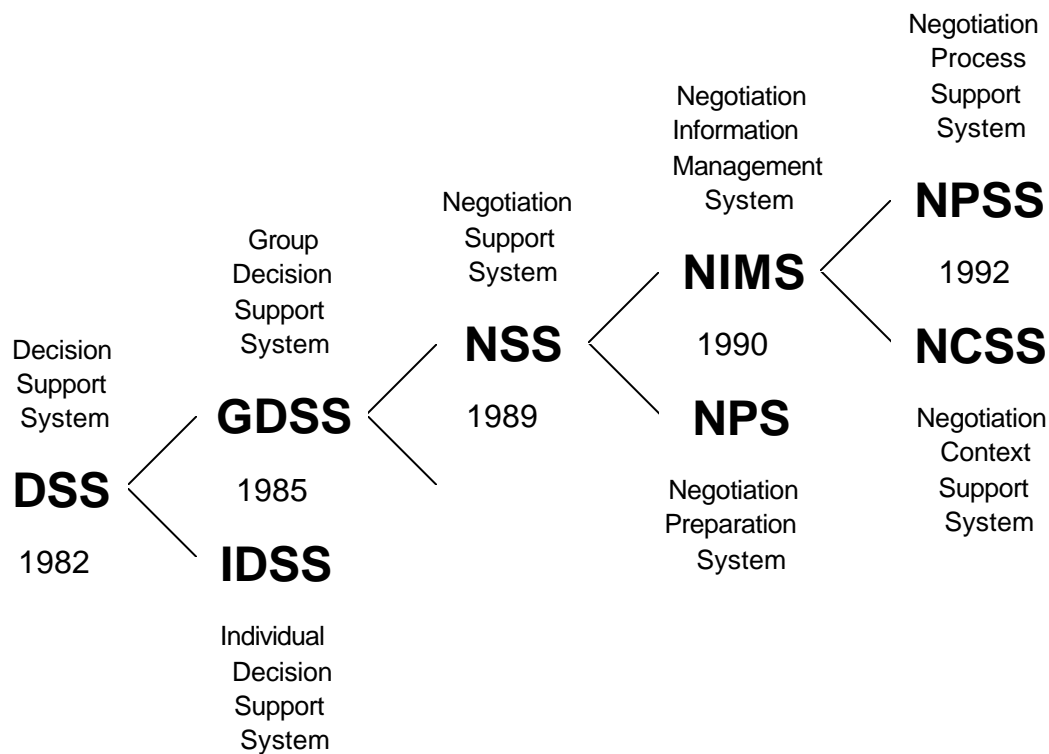 Decision
Support
System
DSS
1982
Group
Decision
Support
System
GDSS
1985
IDSS
Individual
Decision
Support
System
Negotiation
Support
System
NSS
1989
Negotiation
Information
Management
System
NIMS
1990
NPS
Negotiation
Preparation
System
Negotiation
Process
Support
System
NPSS
1992
NCSS
Negotiation
Context
Support
System